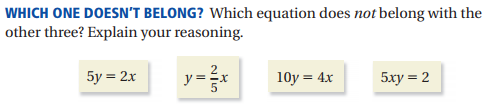 WHICH ONE DOESN'T BELONG? Which equation does not belong with the
other three? Explain your reasoning.
5y = 2x
y = 2/5 x
10y = 4x
5xy = 2